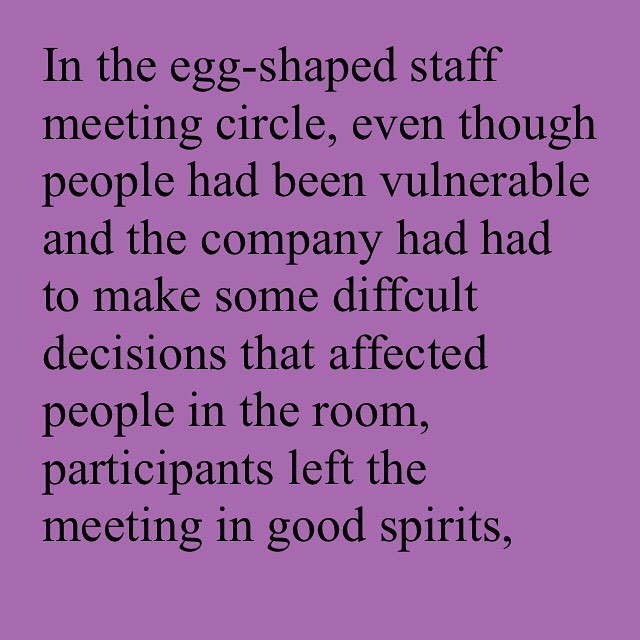 In the egg-shaped staff
meeting circle, even though
people had been vulnerable
and the company had had
to make some diffcult
decisions that affected
people in the room,
participants left the
meeting in good spirits,